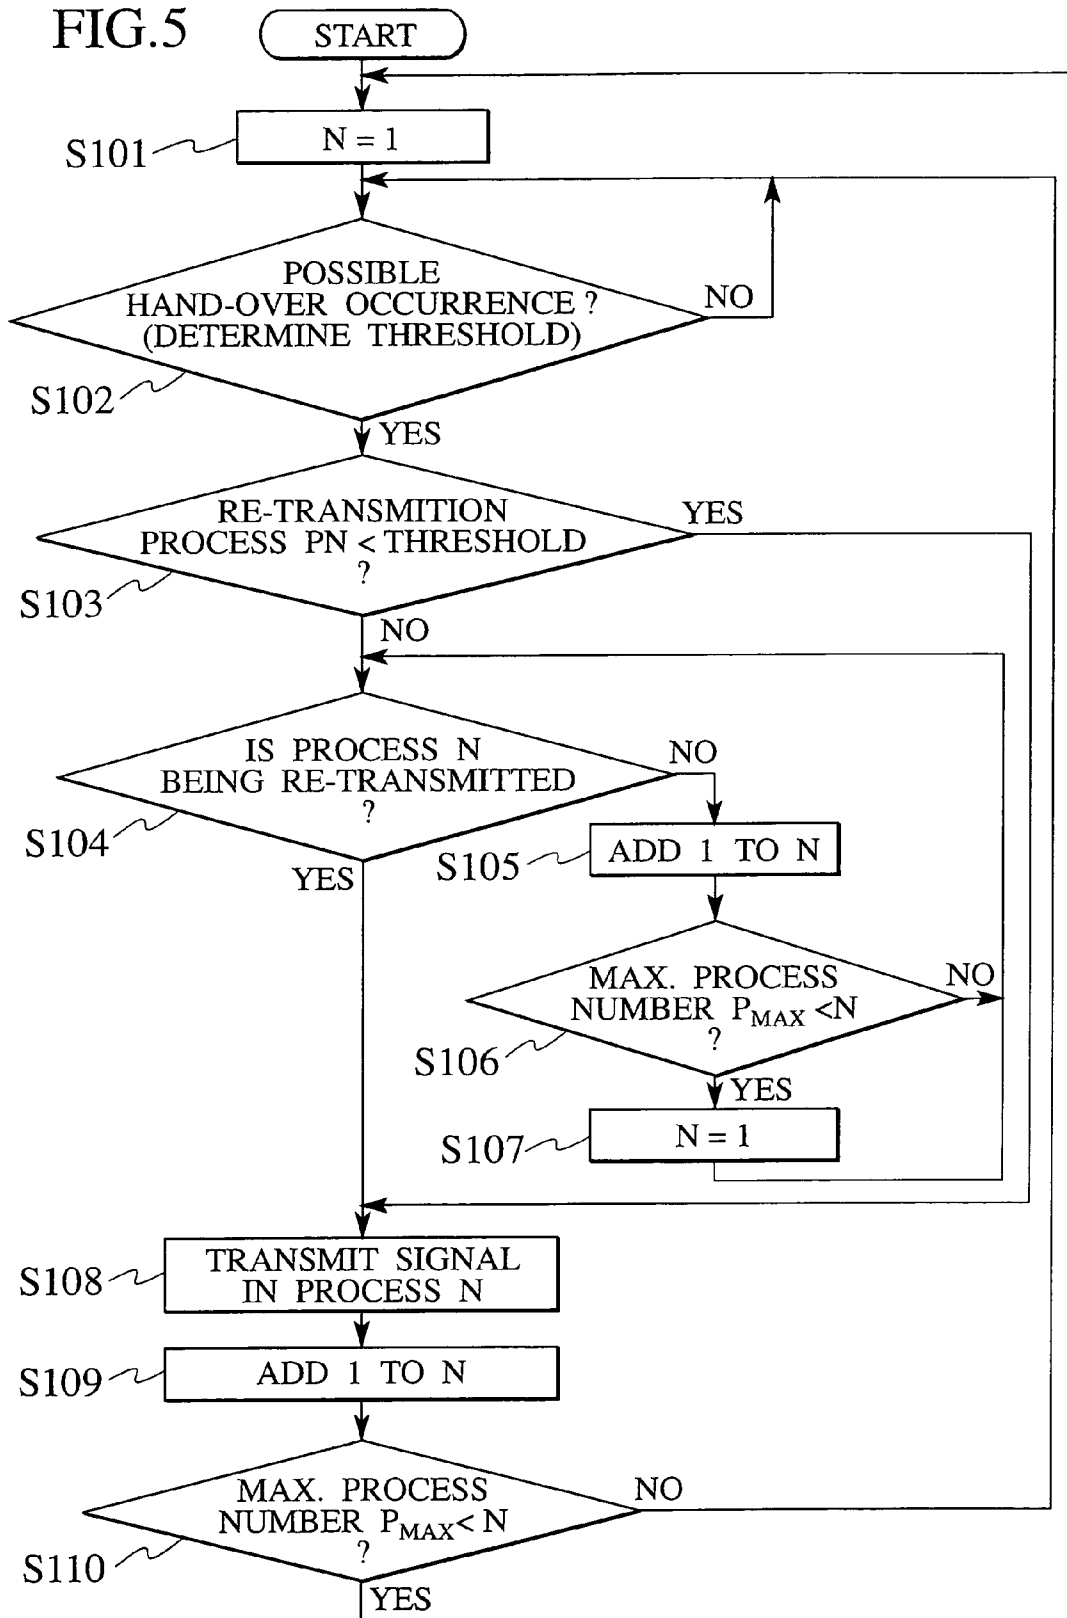 FIG.5
START
S101
N = 1
POSSIBLE
HAND-OVER OCCURRENCE ?
(DETERMINE THRESHOLD)
NO
S102
YES
RE-TRANSMITION
PROCESS PN < THRESHOLD
?
YES
S103
NO
IS PROCESS N
BEING RE-TRANSMITTED
?
NO
S104
YES
S105
ADD 1 TO N
MAX. PROCESS
NUMBER PMAX <N
?
NO
S106
YES
S107
N = 1
S108
TRANSMIT SIGNAL
IN PROCESS N
S109
ADD 1 TO N
MAX. PROCESS
NUMBER PMAX < N
?
NO
S110
YES